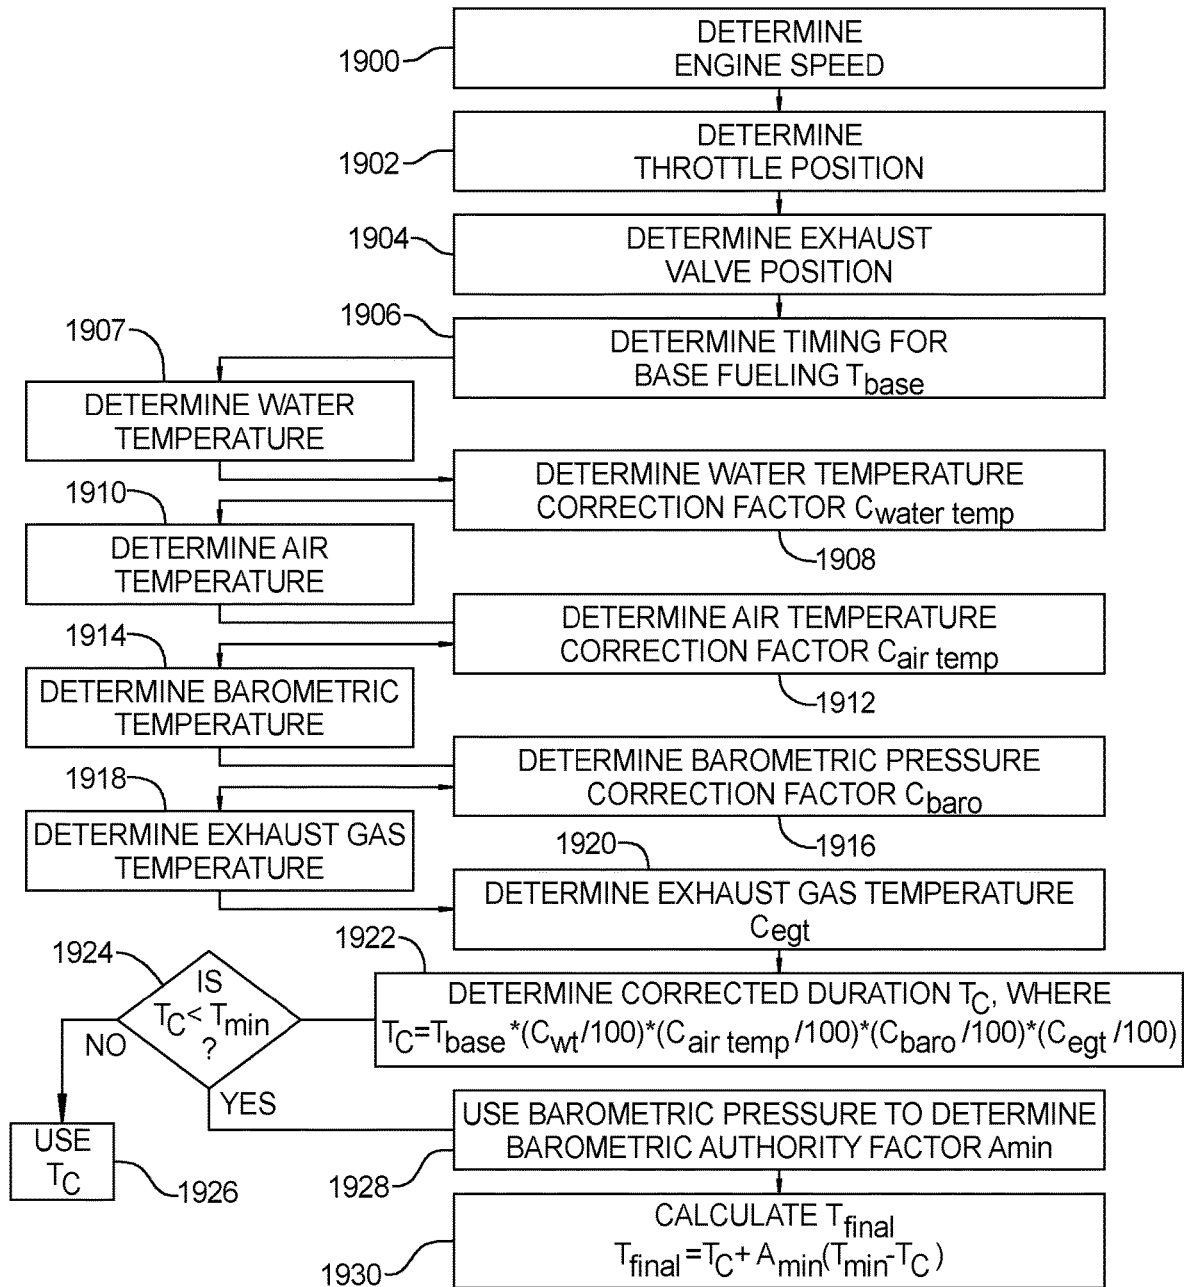 1900
DETERMINE
ENGINE SPEED
1902
DETERMINE
THROTTLE POSITION
1904
DETERMINE EXHAUST
VALVE POSITION
1906
DETERMINE TIMING FOR
BASE FUELING Tbase
1907
DETERMINE WATER
TEMPERATURE
DETERMINE WATER TEMPERATURE
CORRECTION FACTOR Cwater temp
1908
1910
DETERMINE AIR
TEMPERATURE
DETERMINE AIR TEMPERATURE
CORRECTION FACTOR Cair temp
1912
1914
DETERMINE BAROMETRIC
TEMPERATURE
DETERMINE BAROMETRIC PRESSURE
CORRECTION FACTOR Cbaro
1916
1918
DETERMINE EXHAUST GAS
TEMPERATURE
1920
DETERMINE EXHAUST GAS TEMPERATURE
Cegt
1922
DETERMINE CORRECTED DURATION TC, WHERE
TC=Tbase*(Cwt/100)*(Cair temp/100)*(Cbaro/100)*(Cegt/100)
1924
IS
TC< Tmin
?
NO
YES
USE
TC
1926
USE BAROMETRIC PRESSURE TO DETERMINE
BAROMETRIC AUTHORITY FACTOR Amin
1928
CALCULATE Tfinal
Tfinal=TC+Amin(Tmin-TC)
1930